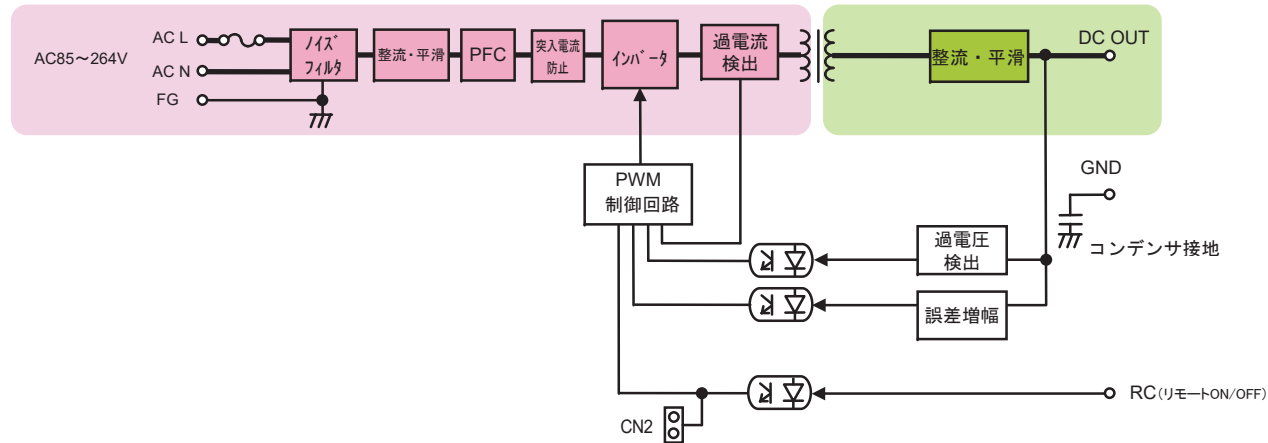 AC85～264V
AC L
AC N
FG
ノイズ
フィルタ
整流・平滑
PFC
突入電流
防止
インバータ
過電流
検出
整流・平滑
DC OUT
PWM
制御回路
GND
コンデンサ接地
過電圧
検出
誤差増幅
CN2
RC(リモートON/OFF)